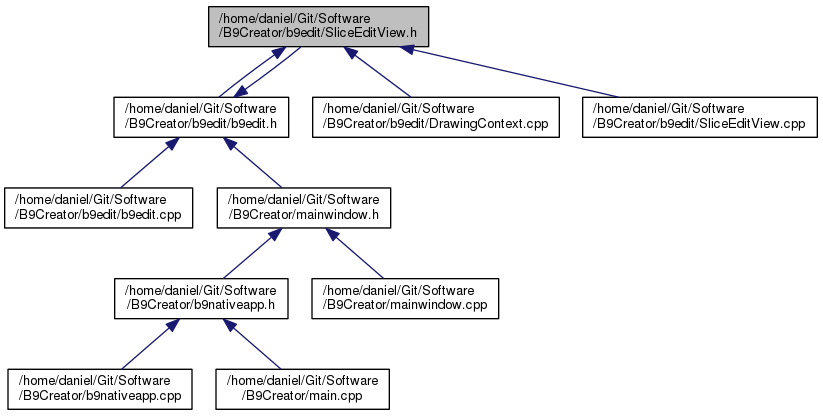 /home/daniel/Git/Software
/B9Creator/b9edit/SliceEditView.h
/home/daniel/Git/Software
/B9Creator/b9edit/b9edit.h
/home/daniel/Git/Software
/B9Creator/b9edit/DrawingContext.cpp
/home/daniel/Git/Software
/B9Creator/b9edit/SliceEditView.cpp
/home/daniel/Git/Software
/B9Creator/b9edit/b9edit.cpp
/home/daniel/Git/Software
/B9Creator/mainwindow.h
/home/daniel/Git/Software
/B9Creator/b9nativeapp.h
/home/daniel/Git/Software
/B9Creator/mainwindow.cpp
/home/daniel/Git/Software
/B9Creator/b9nativeapp.cpp
/home/daniel/Git/Software
/B9Creator/main.cpp